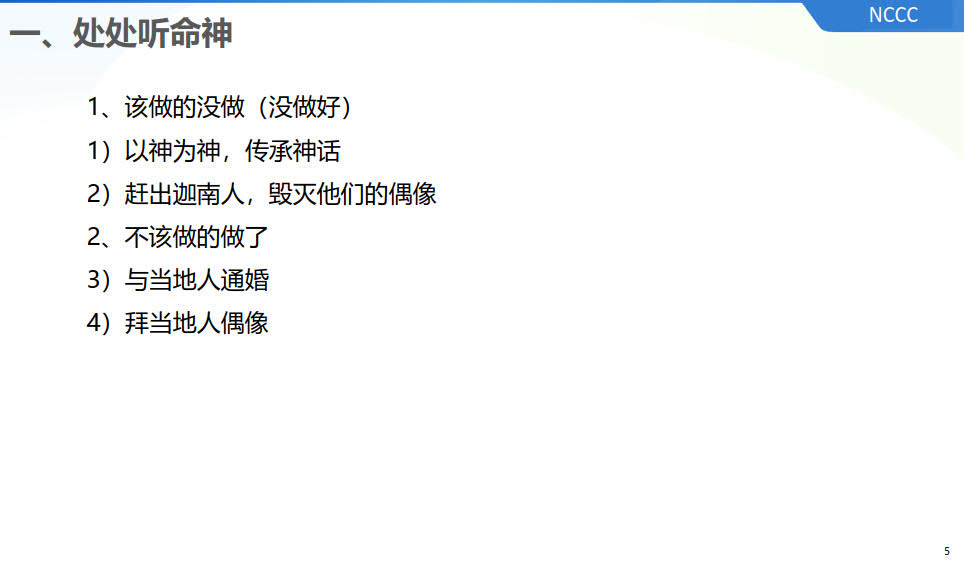 NCCC
一、处处听命神
1、该做的没做（没做好）
1）以神为神，传承神话
2）赶出迦南人，毁灭他们的偶像
2、不该做的做了
3）与当地人通婚
4）拜当地人偶像
5